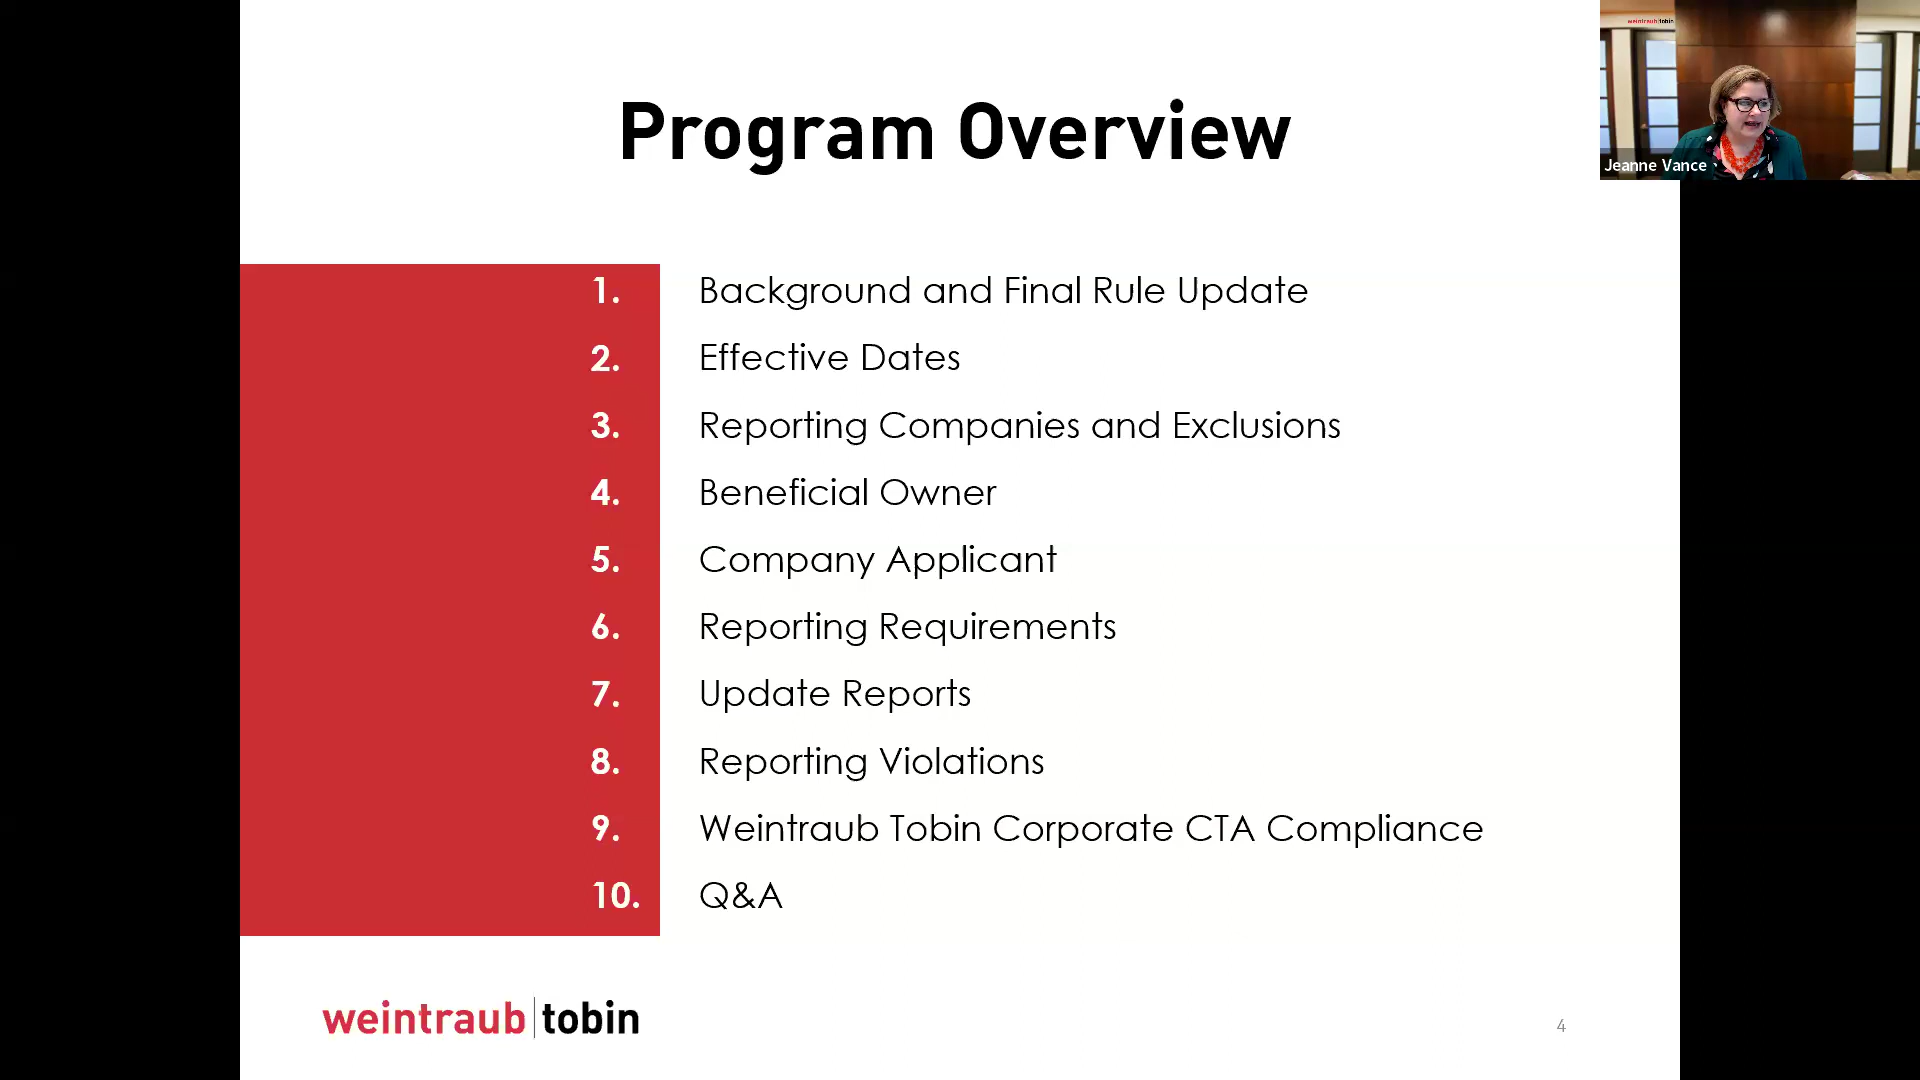 weintraub tobin
Program Overview
Jeanne Vance
1. Background and Final Rule Update
2. Effective Dates
3. Reporting Companies and Exclusions
4. Beneficial Owner
5. Company Applicant
6. Reporting Requirements
7. Update Reports
8. Reporting Violations
9. Weintraub Tobin Corporate CTA Compliance
10. Q&A
weintraub tobin
4